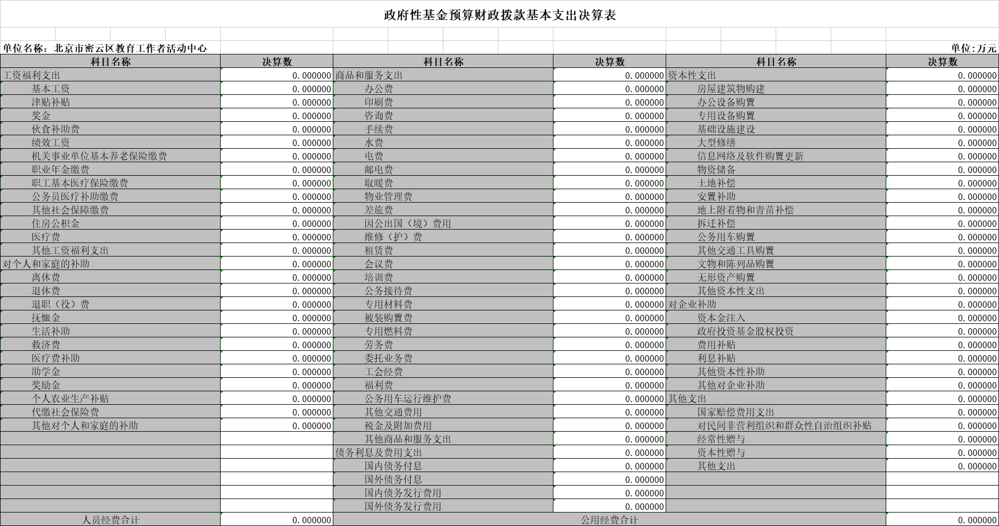 政府性基金预算财政拨款基本支出决算表
单位名称：北京市密云区教育工作者活动中心 单位:万元
科目名称 决算数 科目名称 决算数 科目名称 决算数
工资福利支出 0.000000 商品和服务支出 0.000000 资本性支出 0.000000
基本工资 0.000000 办公费 0.000000 房屋建筑物购建 0.000000
津贴补贴 0.000000 印刷费 0.000000 办公设备购置 0.000000
奖金 0.000000 咨询费 0.000000 专用设备购置 0.000000
伙食补助费 0.000000 手续费 0.000000 基础设施建设 0.000000
绩效工资 0.000000 水费 0.000000 大型修缮 0.000000
机关事业单位基本养老保险缴费 0.000000 电费 0.000000 信息网络及软件购置更新 0.000000
职业年金缴费 0.000000 邮电费 0.000000 物资储备 0.000000
职工基本医疗保险缴费 0.000000 取暖费 0.000000 土地补偿 0.000000
公务员医疗补助缴费 0.000000 物业管理费 0.000000 安置补助 0.000000
其他社会保障缴费 0.000000 差旅费 0.000000 地上附着物和青苗补偿 0.000000
住房公积金 0.000000 因公出国（境）费用 0.000000 拆迁补偿 0.000000
医疗费 0.000000 维修（护）费 0.000000 公务用车购置 0.000000
其他工资福利支出 0.000000 租赁费 0.000000 其他交通工具购置 0.000000
对个人和家庭的补助 0.000000 会议费 0.000000 文物和陈列品购置 0.000000
离休费 0.000000 培训费 0.000000 无形资产购置 0.000000
退休费 0.000000 公务接待费 0.000000 其他资本性支出 0.000000
退职（役）费 0.000000 专用材料费 0.000000 对企业补助 0.000000
抚恤金 0.000000 被装购置费 0.000000 资本金注入 0.000000
生活补助 0.000000 专用燃料费 0.000000 政府投资基金股权投资 0.000000
救济费 0.000000 劳务费 0.000000 费用补贴 0.000000
医疗费补助 0.000000 委托业务费 0.000000 利息补贴 0.000000
助学金 0.000000 工会经费 0.000000 其他资本性补助 0.000000
奖励金 0.000000 福利费 0.000000 其他对企业补助 0.000000
个人农业生产补贴 0.000000 公务用车运行维护费 0.000000 其他支出 0.000000
代缴社会保险费 0.000000 其他交通费用 0.000000 国家赔偿费用支出 0.000000
其他对个人和家庭的补助 0.000000 税金及附加费用 0.000000 对民间非营利组织和群众性自治组织补贴 0.000000
其他商品和服务支出 0.000000 经常性赠与 0.000000
债务利息及费用支出 0.000000 资本性赠与 0.000000
国内债务付息 0.000000 其他支出 0.000000
国外债务付息 0.000000
国内债务发行费用 0.000000
国外债务发行费用 0.000000
人员经费合计 0.000000 公用经费合计 0.000000